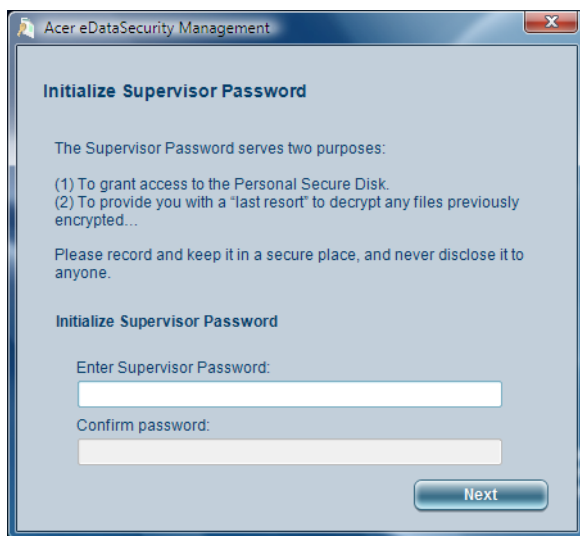 Acer eDataSecurity Management
Initialize Supervisor Password
The Supervisor Password serves two purposes:
(1) To grant access to the Personal Secure Disk.
(2) To provide you with a “last resort” to decrypt any files previously
encrypted...
Please record and keep it in a secure place, and never disclose it to
anyone.
Initialize Supervisor Password
Enter Supervisor Password:
Confirm password:
Next